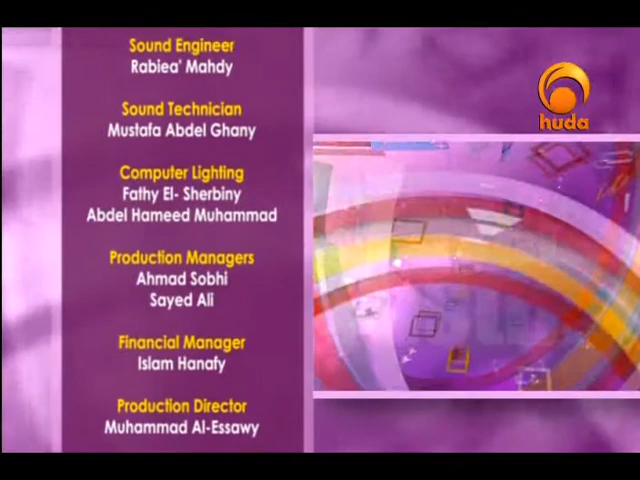 Sound Engineer
Rabiea' Mahdy
Sound Technician
Mustafa Abdel Ghany
Computer Lighting
Fathy El- Sherbiny
Abdel Hameed Muhammad
Production Managers
Ahmad Sobhi
Sayed Ali
Financial Manager
Islam Hanafy
Production Director
Muhammad Al-Essawy
huda